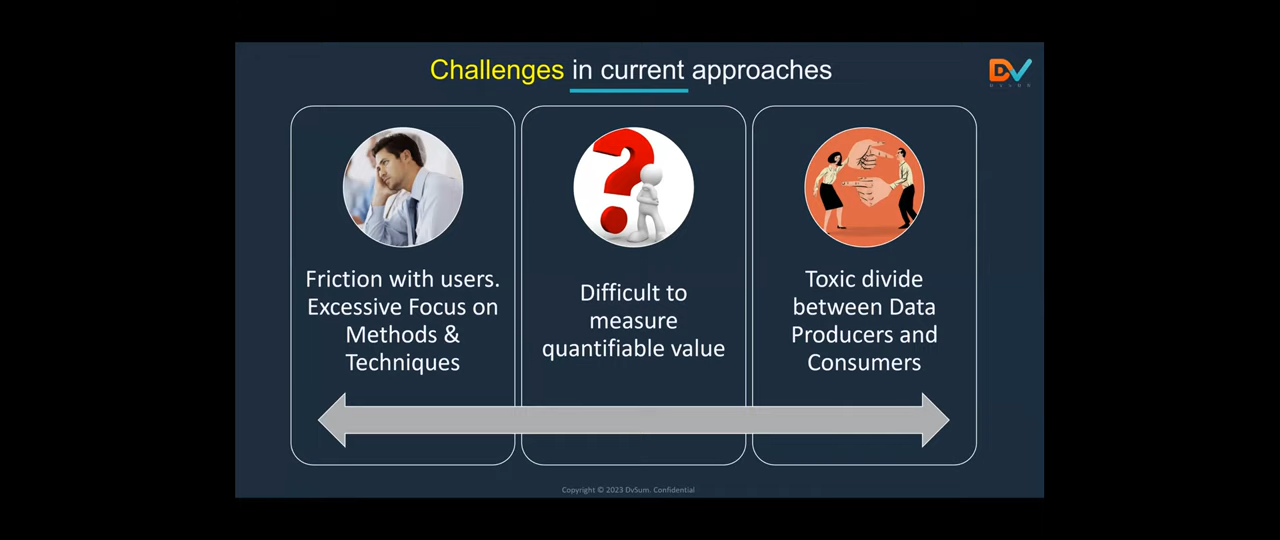 Challenges in current approaches
DV
DVSUM
Friction with users.
Excessive Focus on
Methods &
Techniques
Difficult to
measure
quantifiable value
Toxic divide
between Data
Producers and
Consumers
Copyright © 2023 DvSum. Confidential